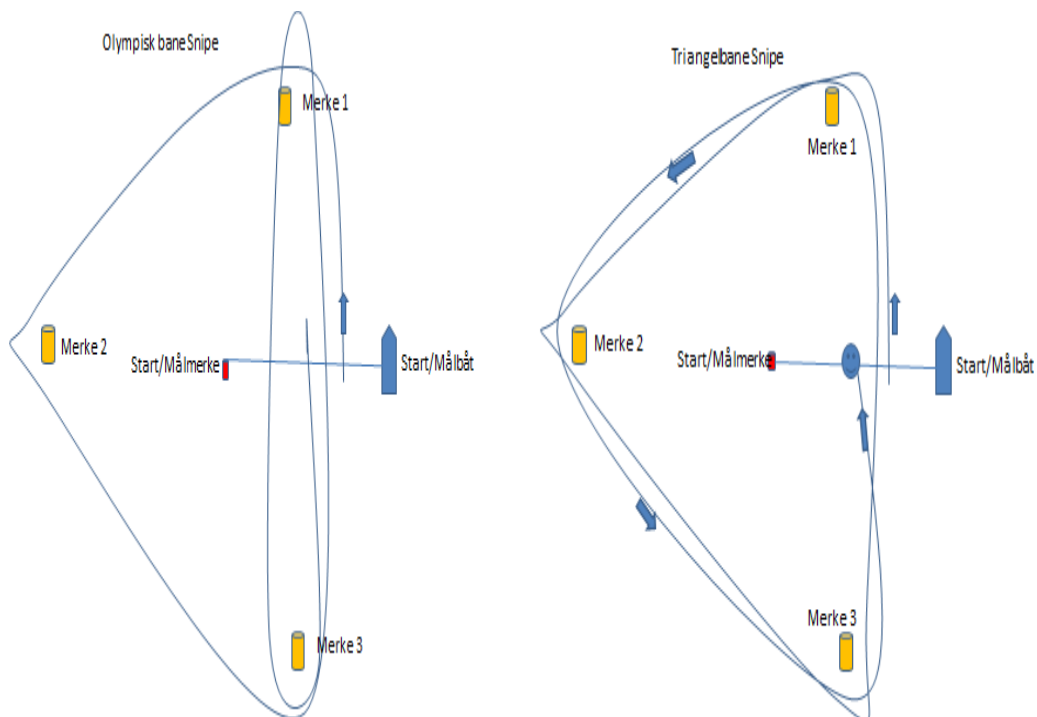 Olympisk bane Snipe
Merke 1
Merke 2
Start/Målmerke
Start/Målbåt
Merke 3
Triangelbane Snipe
Merke 1
Merke 2
Start/Målmerke
Start/Målbåt
Merke 3